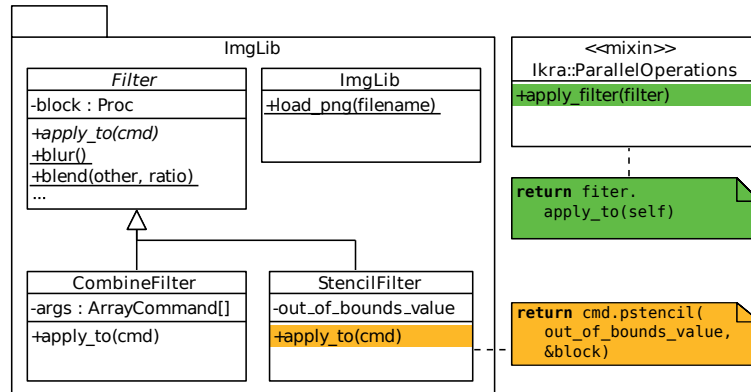 ImgLib
Filter
-block : Proc
+apply_to(cmd)
+blur()
+blend(other, ratio)
...
ImgLib
+load_png(filename)
CombineFilter
-args : ArrayCommand[]
+apply_to(cmd)
StencilFilter
-out_of_bounds_value
+apply_to(cmd)
<<mixin>>
Ikra::ParallelOperations
+apply_filter(filter)
return fiter.
apply_to(self)
return cmd.pstencil(
out_of_bounds_value,
&block)